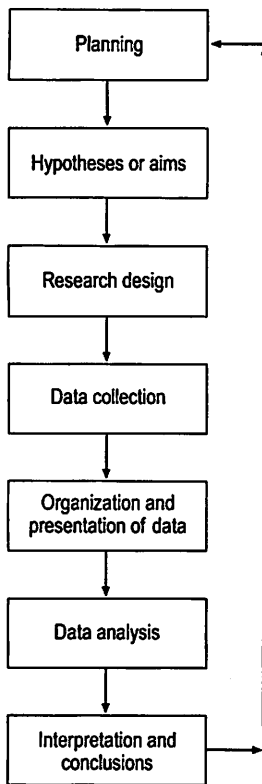 Planning
Hypotheses or aims
Research design
Data collection
Organization and
presentation of data
Data analysis
Interpretation and
conclusions